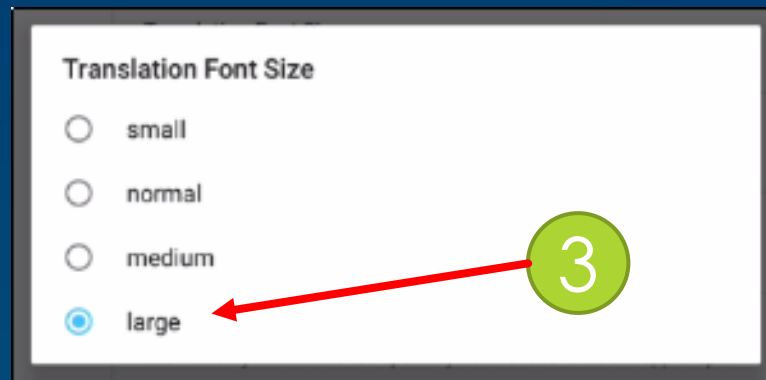 Translation Font Size
small
normal
medium
large
3